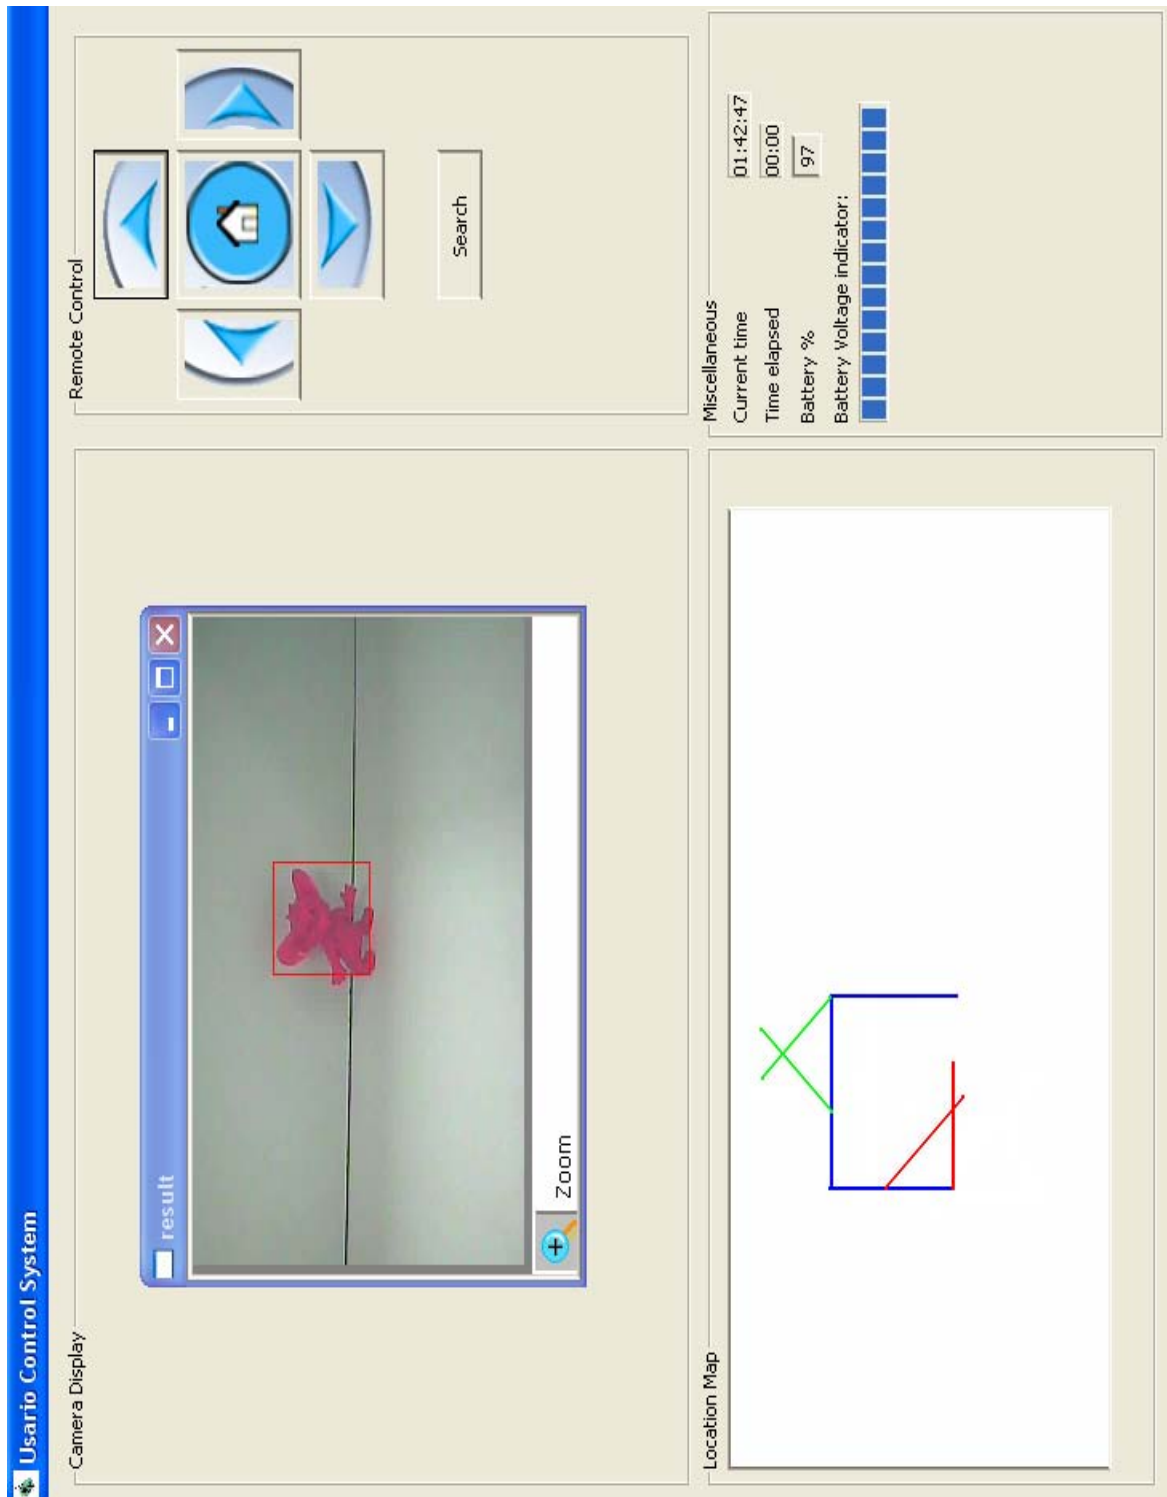 Usario Control System
Camera Display
result
Zoom
Remote Control
Search
Location Map
Miscellaneous
Current time 01:42:47
Time elapsed 00:00
Battery % 97
Battery Voltage indicator: